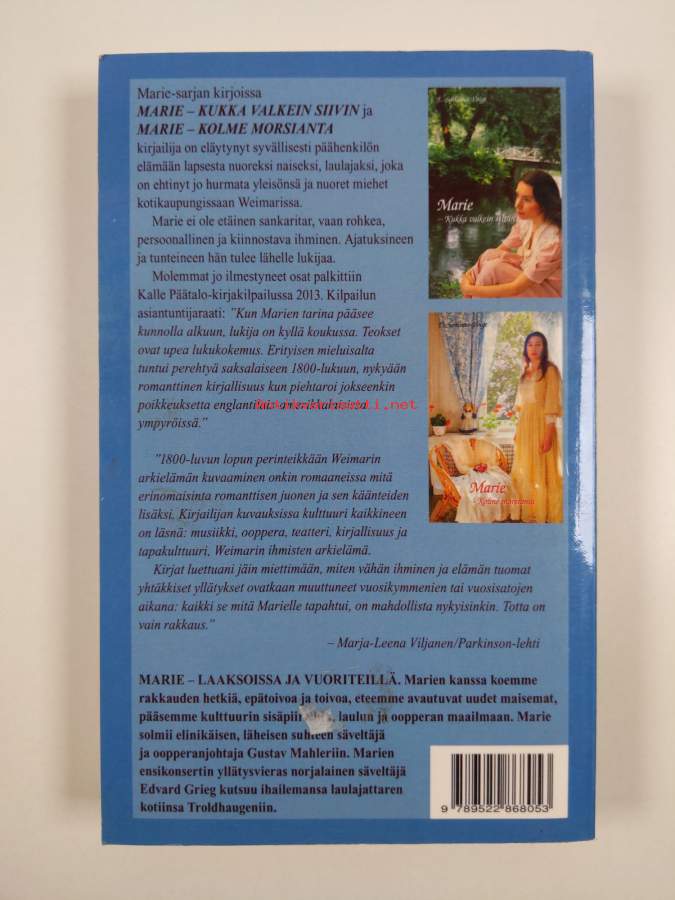 Marie-sarjan kirjoissa
MARIE – KUKKA VALKEIN SIIVIN ja
MARIE – KOLME MORSIANTA
kirjailija on eläytynyt syvällisesti päähenkilön
elämään lapsesta nuoreksi naiseksi, laulajaksi, joka
on ehtinyt jo hurmata yleisönsä ja nuoret miehet
kotikaupungissaan Weimarissa.
Marie ei ole etäinen sankaritar, vaan rohkea,
persoonallinen ja kiinnostava ihminen. Ajatuksineen
ja tunteineen hän tulee lähelle lukijaa.
Molemmat jo ilmestyneet osat palkittiin
Kalle Päätalo-kirjakilpailussa 2013. Kilpailun
asiantuntijaraati: ”Kun Marien tarina pääsee
kunnolla alkuun, lukija on kyllä koukussa. Teokset
ovat upea lukukokemus. Erityisen mieluisalta
tuntui perehtyä saksalaiseen 1800-lukuun, nykyään
romanttinen kirjallisuus kun piehtaroi jokseenkin
poikkeuksetta englantilais-amerikkalaisissa
ympyröissä.”
”1800-luvun lopun perinteikkään Weimarin
arkielämän kuvaaminen onkin romaaneissa mitä
erinomaisinta romanttisen juonen ja sen käänteiden
lisäksi. Kirjailijan kuvauksissa kulttuuri kaikkineen
on läsnä: musiikki, ooppera, teatteri, kirjallisuus ja
tapakulttuuri, Weimarin ihmisten arkielämä.
Kirjat luettuani jäin miettimään, miten vähän ihminen ja elämän tuomat
yhtäkkiset yllätykset ovatkaan muuttuneet vuosikymmenien tai vuosisatojen
aikana: kaikki se mitä Marielle tapahtui, on mahdollista nykyisinkin. Totta on
vain rakkaus.”
– Marja-Leena Viljanen/Parkinson-lehti
MARIE – LAAKSOISSA JA VUORITEILLÄ. Marien kanssa koemme
rakkauden hetkiä, epätoivoa ja toivoa, eteemme avautuvat uudet maisemat,
pääsemme kulttuurin laulun ja oopperan maailmaan. Marie
solmii elinikäisen, läheisen suhteen säveltäjä
ja oopperanjohtaja Gustav Mahleriin. Marien
ensikonsertin yllätysvieras norjalainen säveltäjä
Edvard Grieg kutsuu ihailemansa laulajattaren
kotiinsa Troldhaugeniin.
Marie
– Kukka valkein siivin
Marie
– Kolme morsianta
9 789522 868053